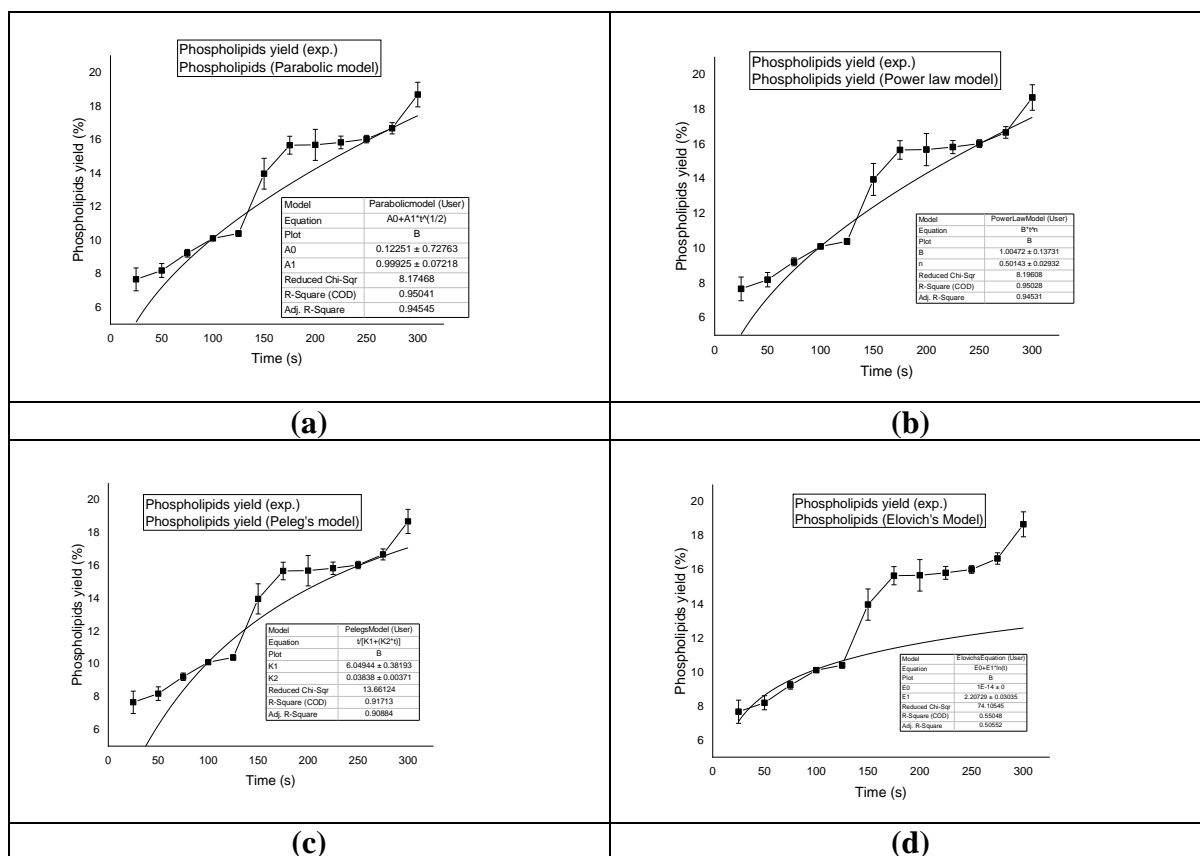 Phospholipids yield (exp.)
Phospholipids (Parabolic model)
Phospholipids yield (%)
20
18
16
14
12
10
8
6
0 50 100 150 200 250 300
Time (s)
Model Parabolicmodel (User)
Equation A0+A1*t^(1/2)
Plot B
A0 0.12251 ± 0.72763
A1 0.99925 ± 0.07218
Reduced Chi-Sqr 8.17468
R-Square (COD) 0.95041
Adj. R-Square 0.94545
(a)
Phospholipids yield (exp.)
Phospholipids yield (Power law model)
Phospholipids yield (%)
20
18
16
14
12
10
8
6
0 50 100 150 200 250 300
Time (s)
Model PowerLawModel (User)
Equation B*t^n
Plot B
B 1.00472 ± 0.13731
n 0.50143 ± 0.02932
Reduced Chi-Sqr 8.19608
R-Square (COD) 0.95028
Adj. R-Square 0.94531
(b)
Phospholipids yield (exp.)
Phospholipids yield (Peleg's model)
Phospholipids yield (%)
20
18
16
14
12
10
8
6
0 50 100 150 200 250 300
Time (s)
Model PelegsModel (User)
Equation t/[K1+(K2*t)]
Plot B
K1 6.04944 ± 0.38193
K2 0.03838 ± 0.00371
Reduced Chi-Sqr 13.66124
R-Square (COD) 0.91713
Adj. R-Square 0.90884
(c)
Phospholipids yield (exp.)
Phospholipids (Elovich's Model)
Phospholipids yield (%)
20
18
16
14
12
10
8
6
0 50 100 150 200 250 300
Time (s)
Model ElovichsEquation (User)
Equation E0+E1*ln(t)
Plot B
E0 1E-14 ± 0
E1 2.20729 ± 0.03035
Reduced Chi-Sqr 74.10545
R-Square (COD) 0.55048
Adj. R-Square 0.50552
(d)